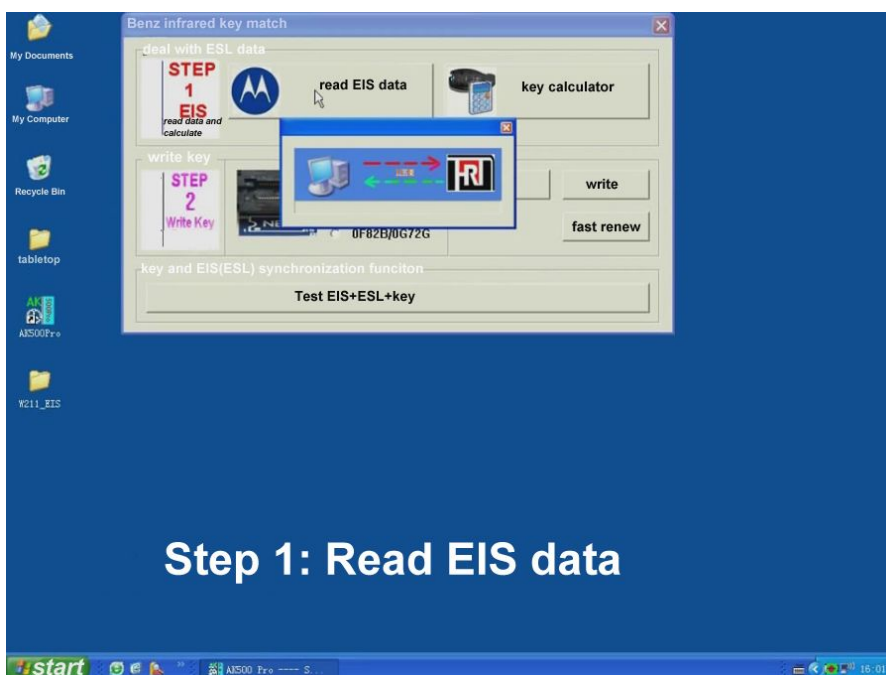 Benz infrared key match
deal with ESL data
STEP
1
EIS
read data and
calculate
read EIS data
key calculator
HRT
write key
STEP
2
Write Key
0F82B/0G72G
write
fast renew
key and EIS(ESL) synchronization funciton
Test EIS+ESL+key
My Documents
My Computer
Recycle Bin
tabletop
AK
AK500Pro
W211_EIS
Step 1: Read EIS data
start
AK500 Pro ---- S...
16:01